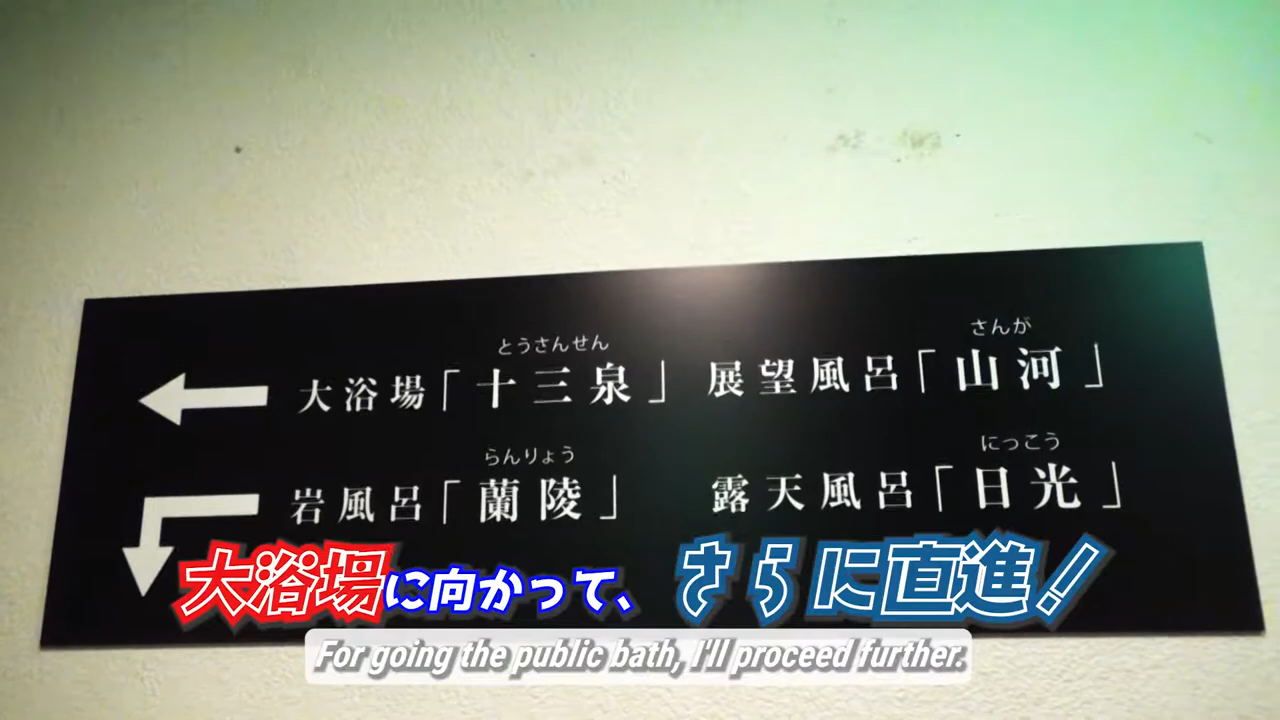 とうさんせん さんが
大浴場「十三泉」 展望風呂「山河」
らんりょう にっこう
岩風呂「蘭陵」 露天風呂「日光」
大浴場に向かって、さらに直進！
For going the public bath, I'll proceed further.